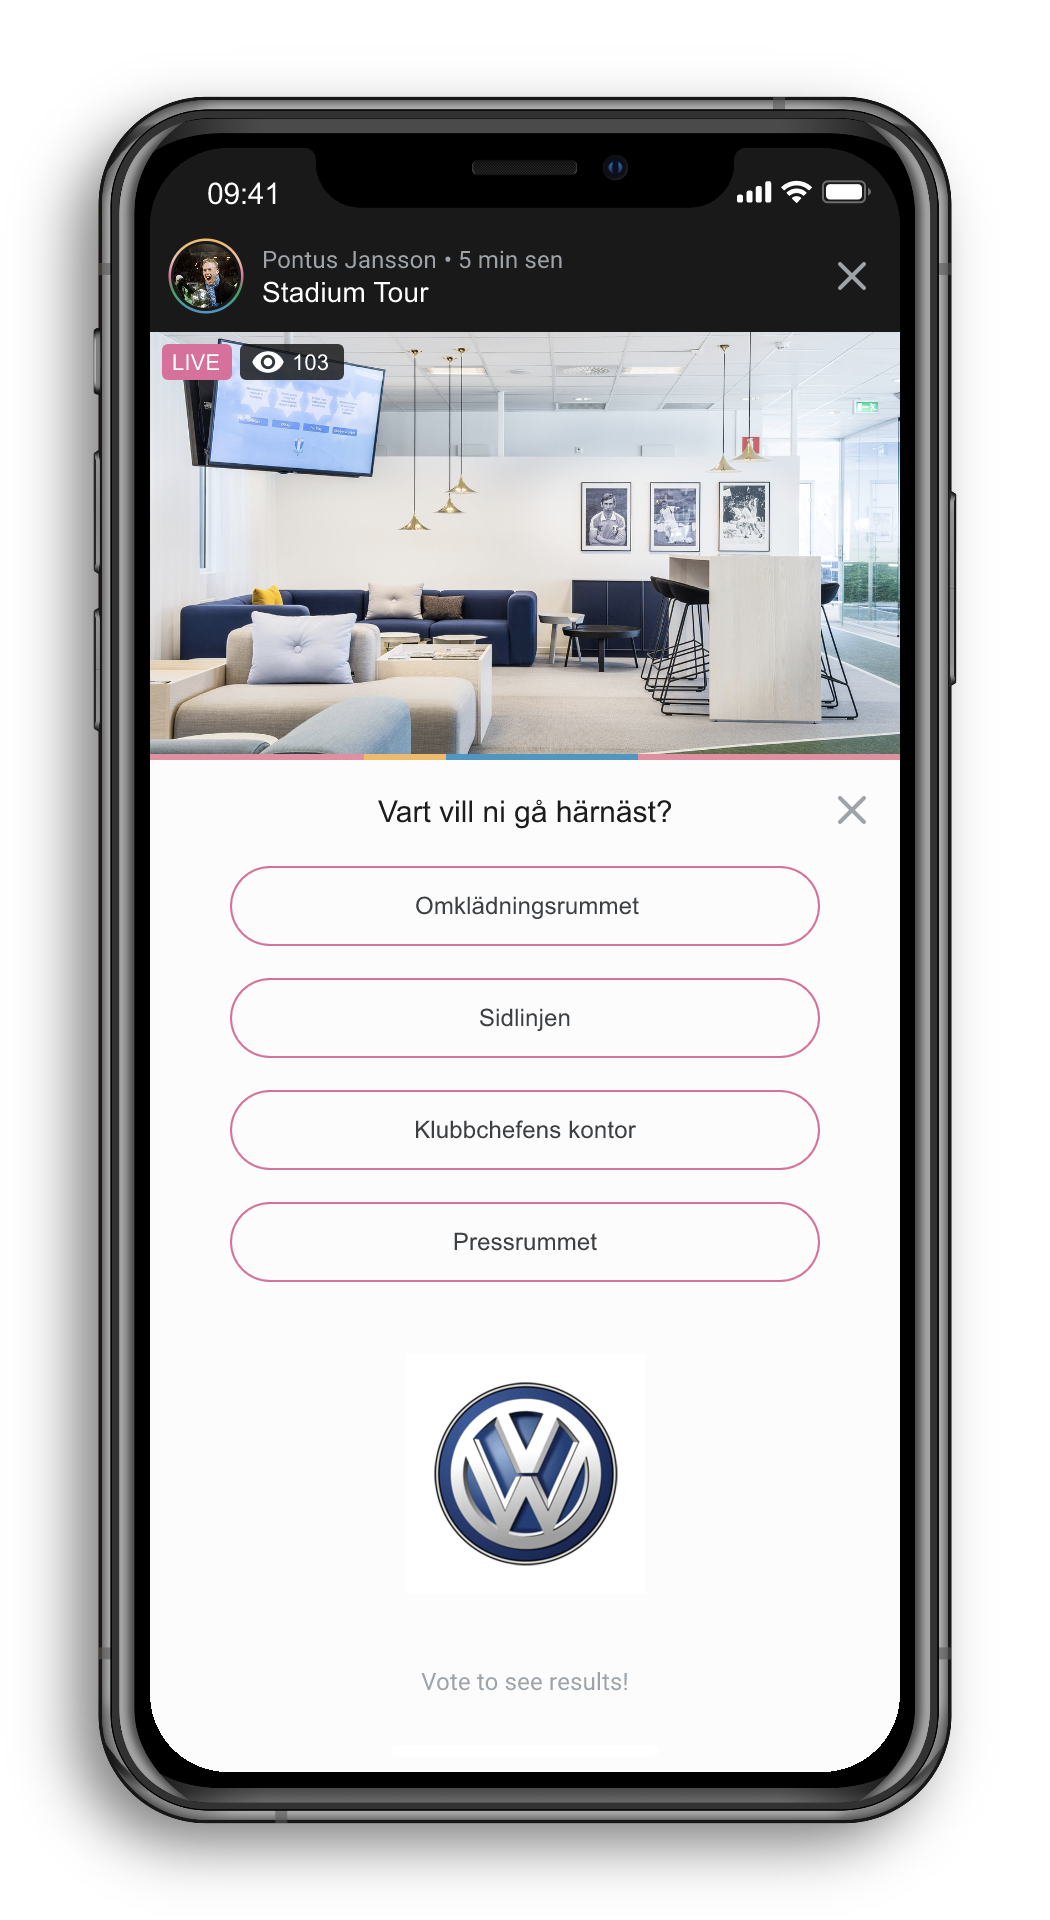 09:41
Pontus Jansson • 5 min sen
Stadium Tour
LIVE
103
Vart vill ni gå härnäst?
Omklädningsrummet
Sidlinjen
Klubbchefens kontor
Pressrummet
VW
Vote to see results!